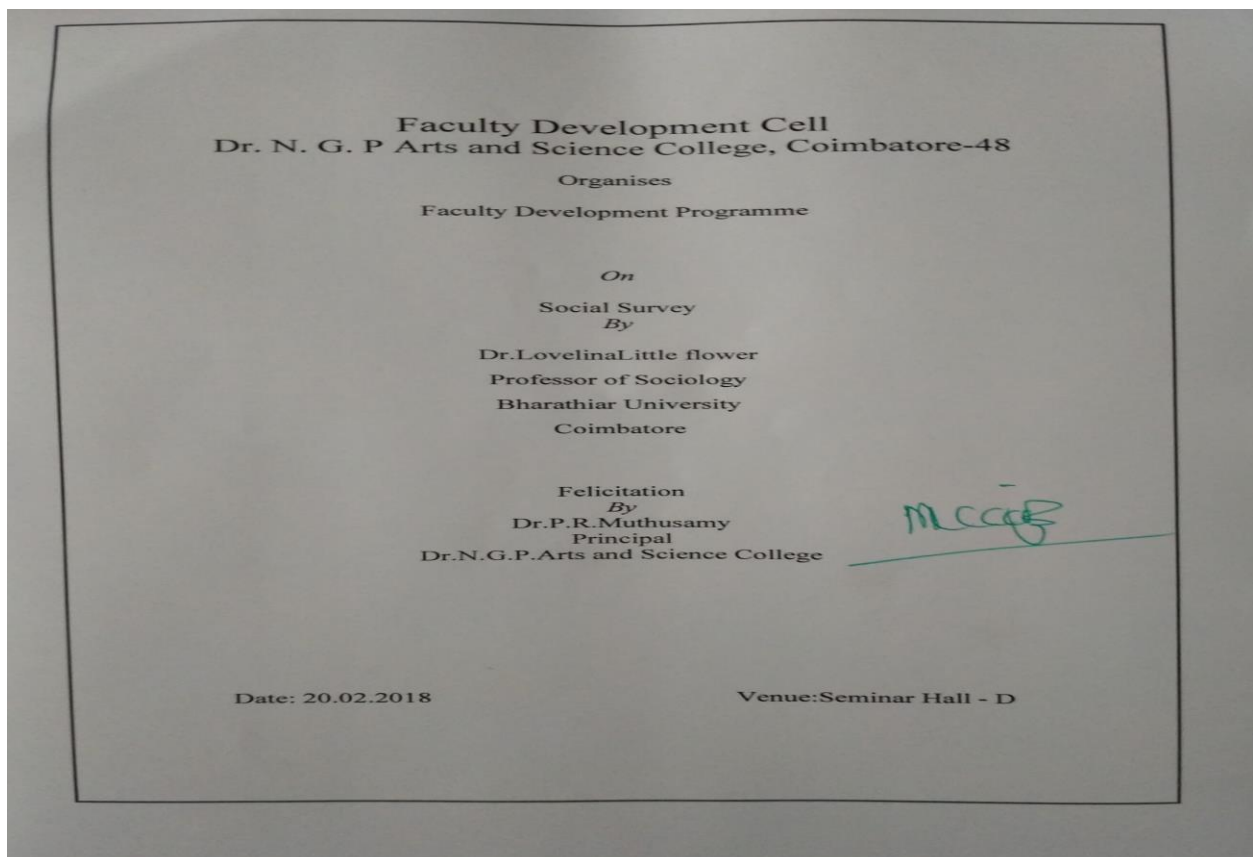 Faculty Development Cell
Dr. N. G. P Arts and Science College, Coimbatore-48
Organises
Faculty Development Programme
On
Social Survey
By
Dr.LovelinaLittle flower
Professor of Sociology
Bharathiar University
Coimbatore
Felicitation
By
Dr.P.R.Muthusamy
Principal
Dr.N.G.P.Arts and Science College
Date: 20.02.2018 Venue:Seminar Hall - D